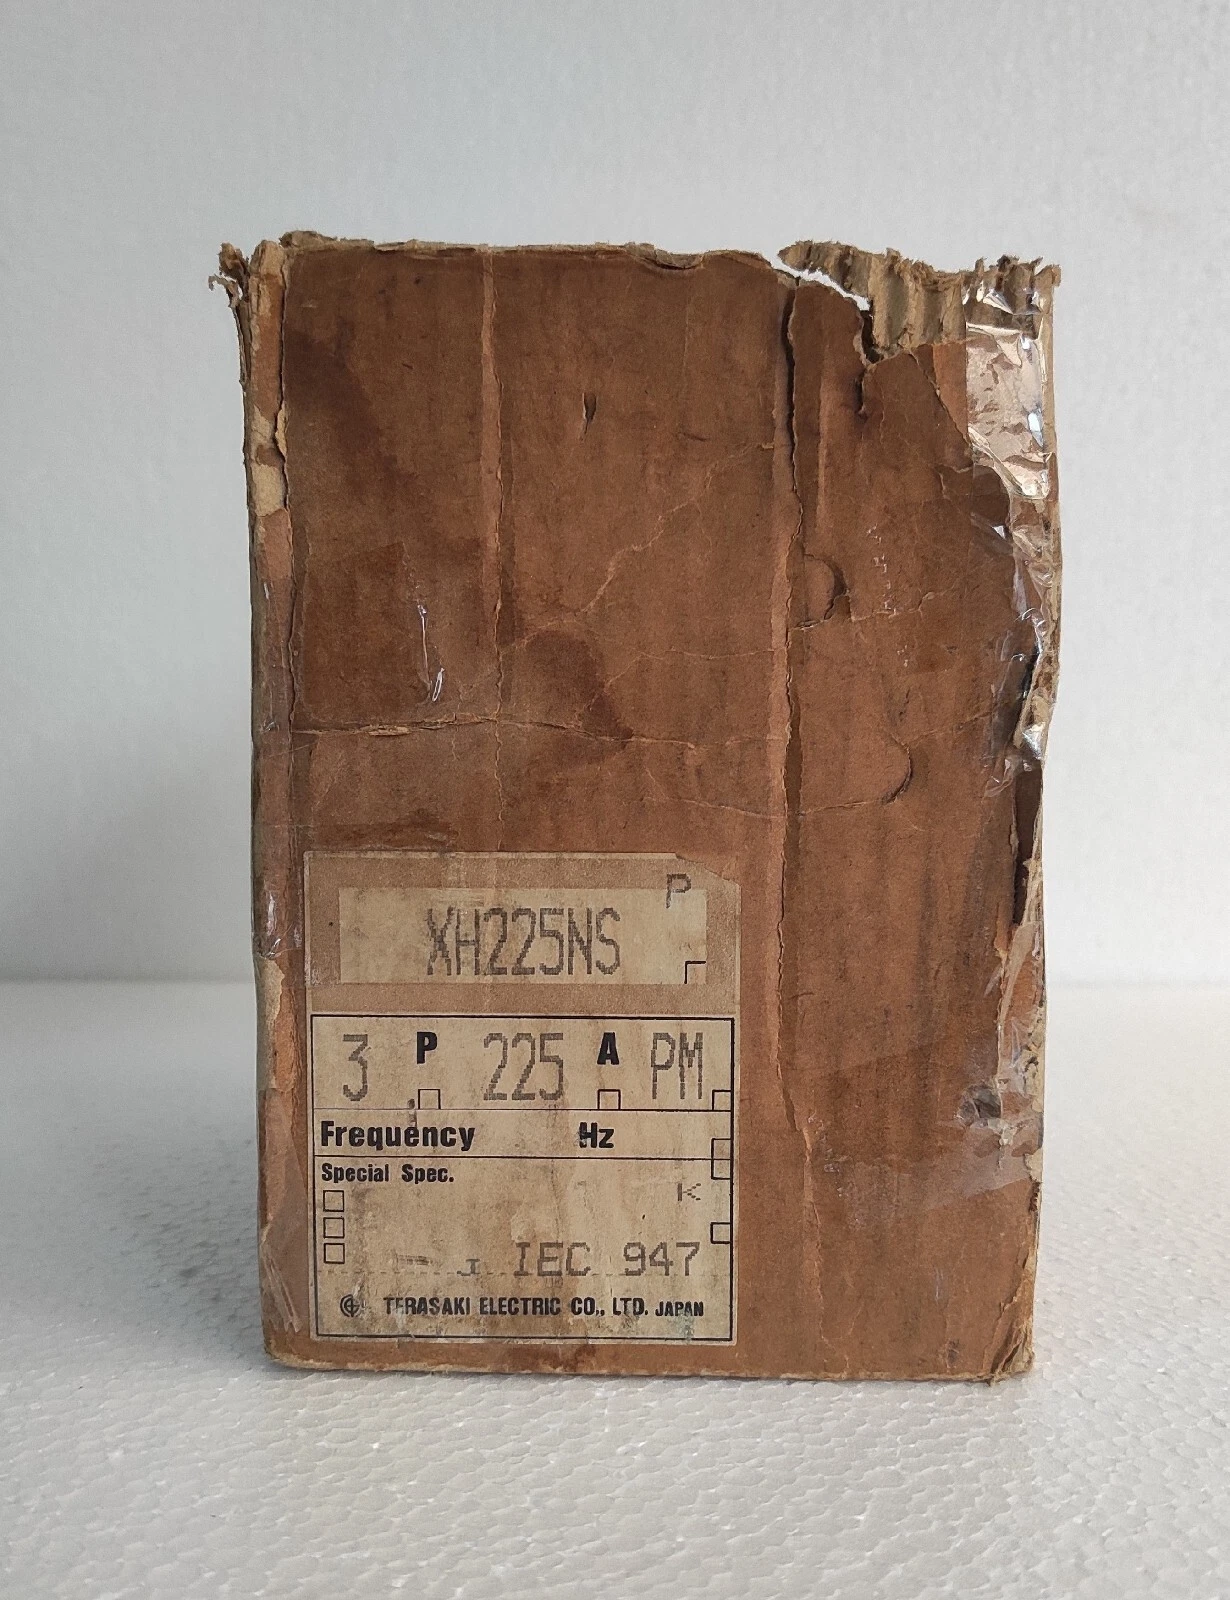 P
XH225NS
3 P 225 A PM
Frequency Hz
Special Spec.
K
J IEC 947
TERASAKI ELECTRIC CO., LTD. JAPAN